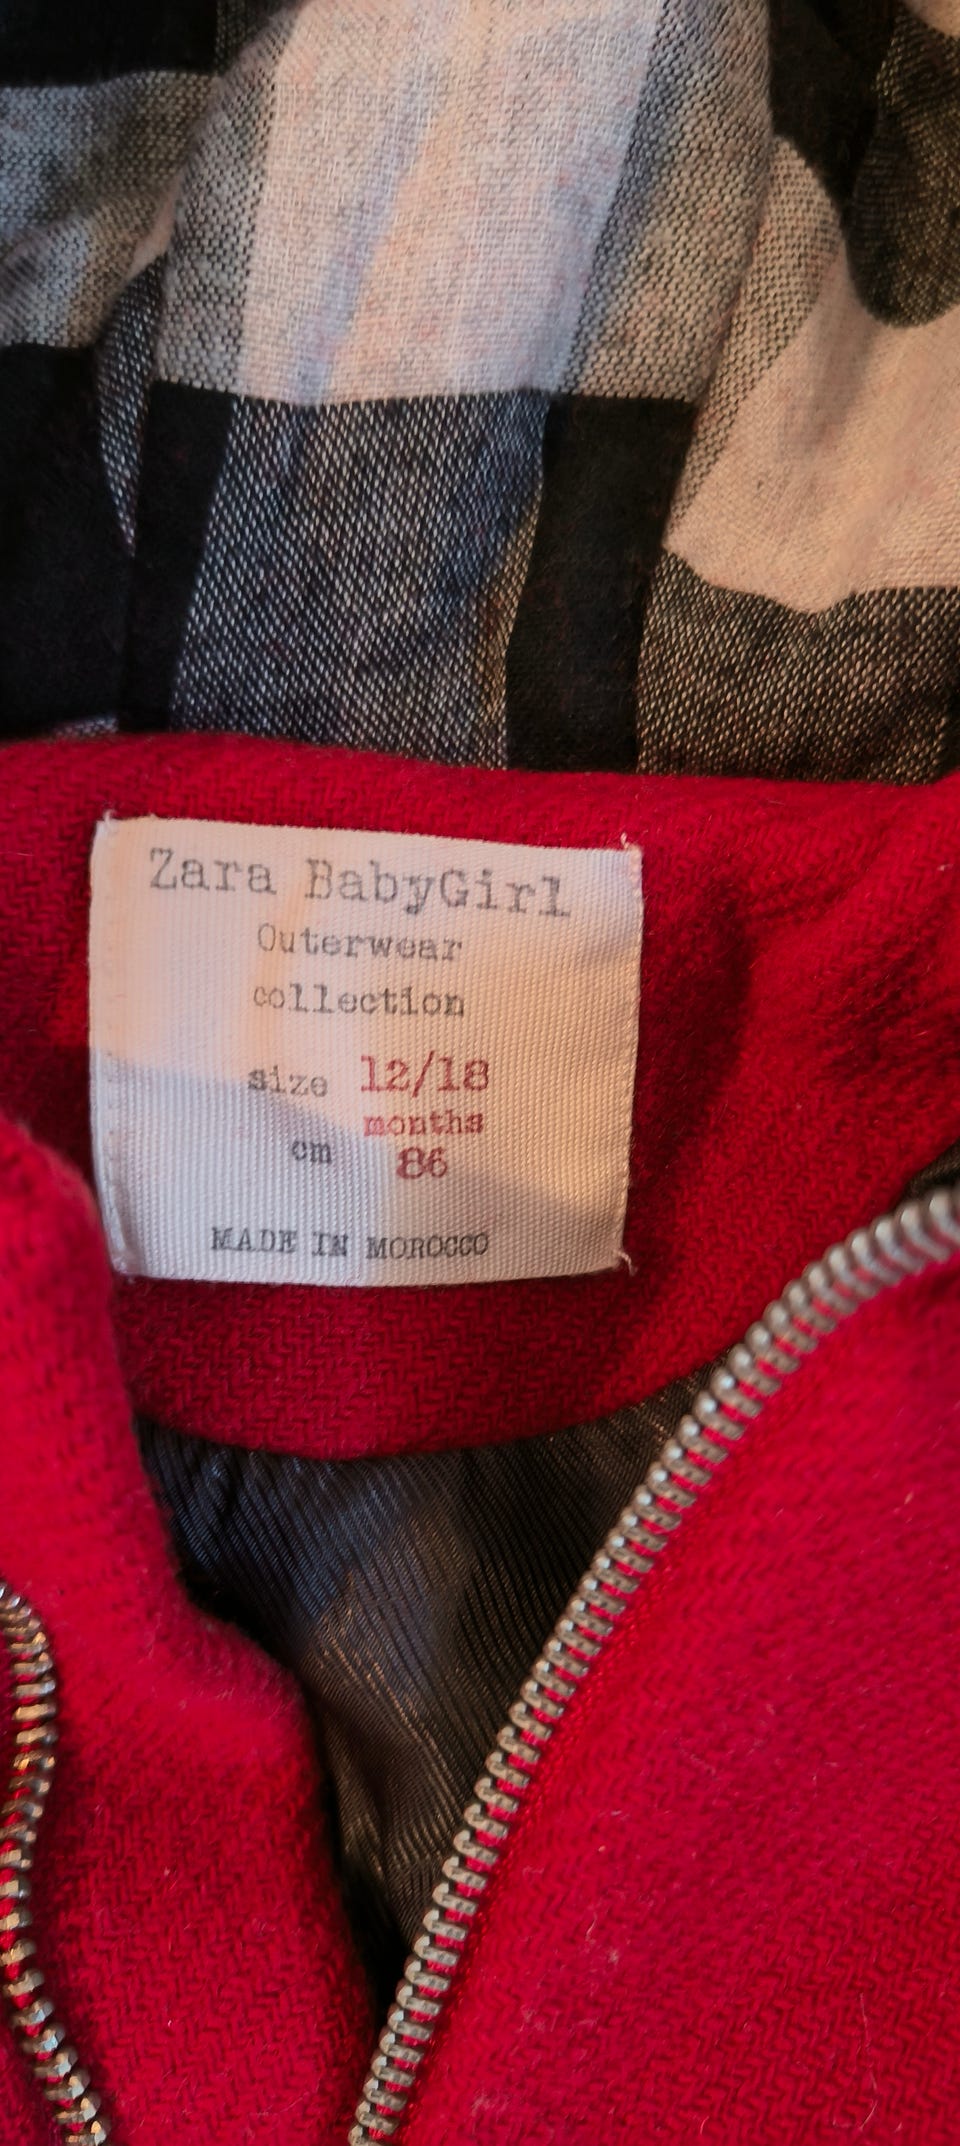 Zara BabyGirl
Outerwear
collection
size 12/18
months
cm 86
MADE IN MOROCCO